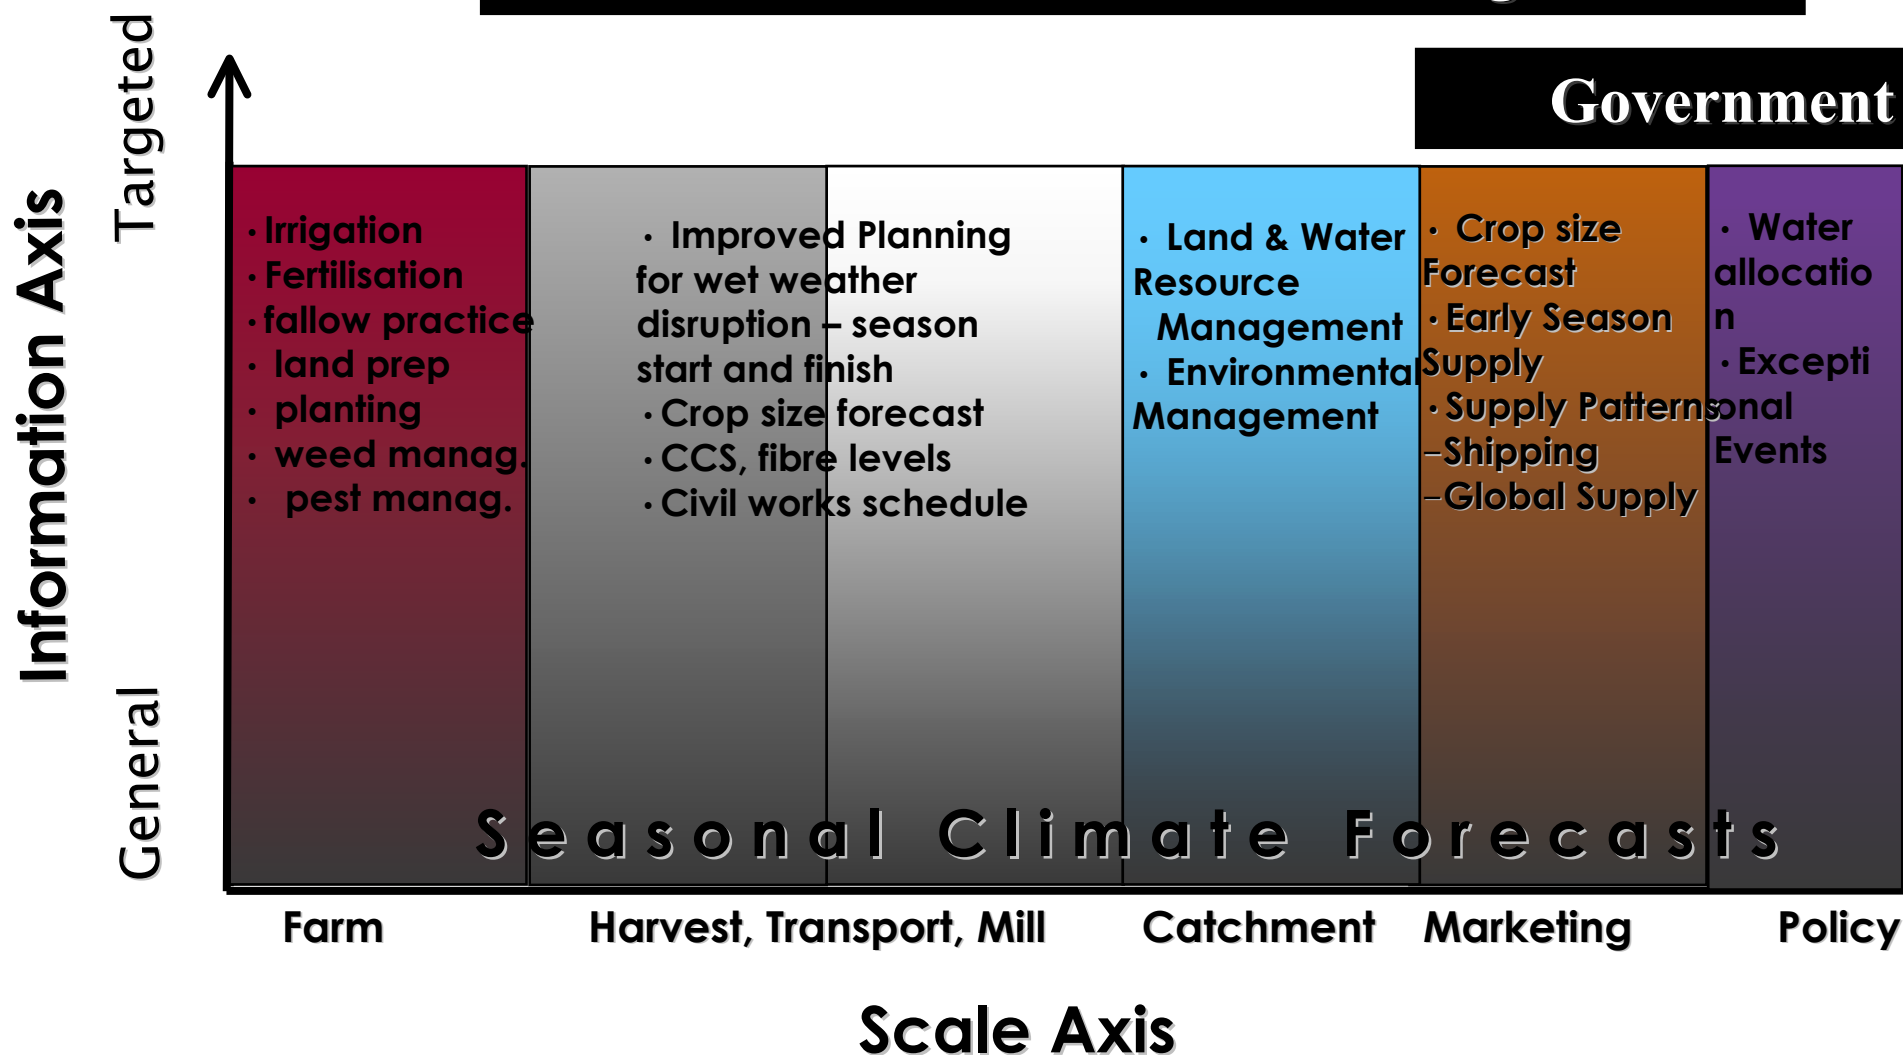 Government
Targeted
Information Axis
General
· Irrigation
· Fertilisation
· fallow practice
· land prep
· planting
· weed manag.
· pest manag.
· Improved Planning
for wet weather
disruption – season
start and finish
· Crop size forecast
· CCS, fibre levels
· Civil works schedule
· Land & Water
Resource
Management
· Environmental
Management
· Crop size
Forecast
· Early Season
Supply
· Supply Patterns
–Shipping
–Global Supply
· Water
allocatio
n
· Excepti
onal
Events
Seasonal Climate Forecasts
Farm
Harvest, Transport, Mill
Catchment
Marketing
Policy
Scale Axis